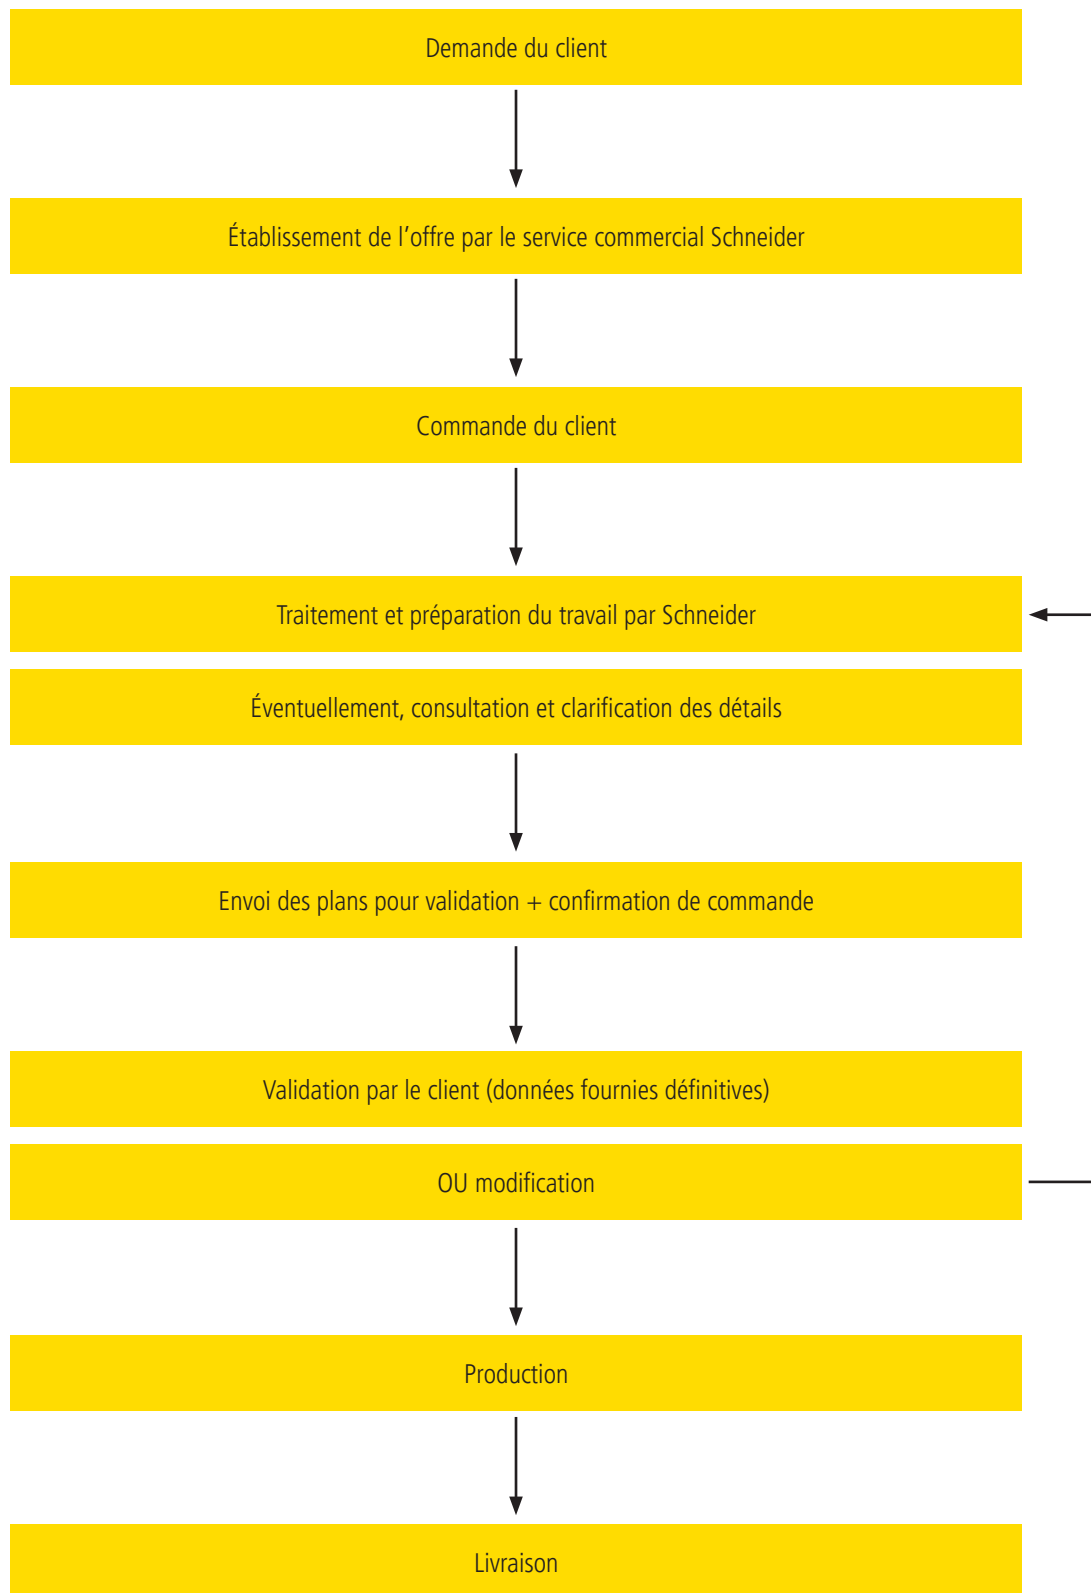 Demande du client
Établissement de l’offre par le service commercial Schneider
Commande du client
Traitement et préparation du travail par Schneider
Éventuellement, consultation et clarification des détails
Envoi des plans pour validation + confirmation de commande
Validation par le client (données fournies définitives)
OU modification
Production
Livraison